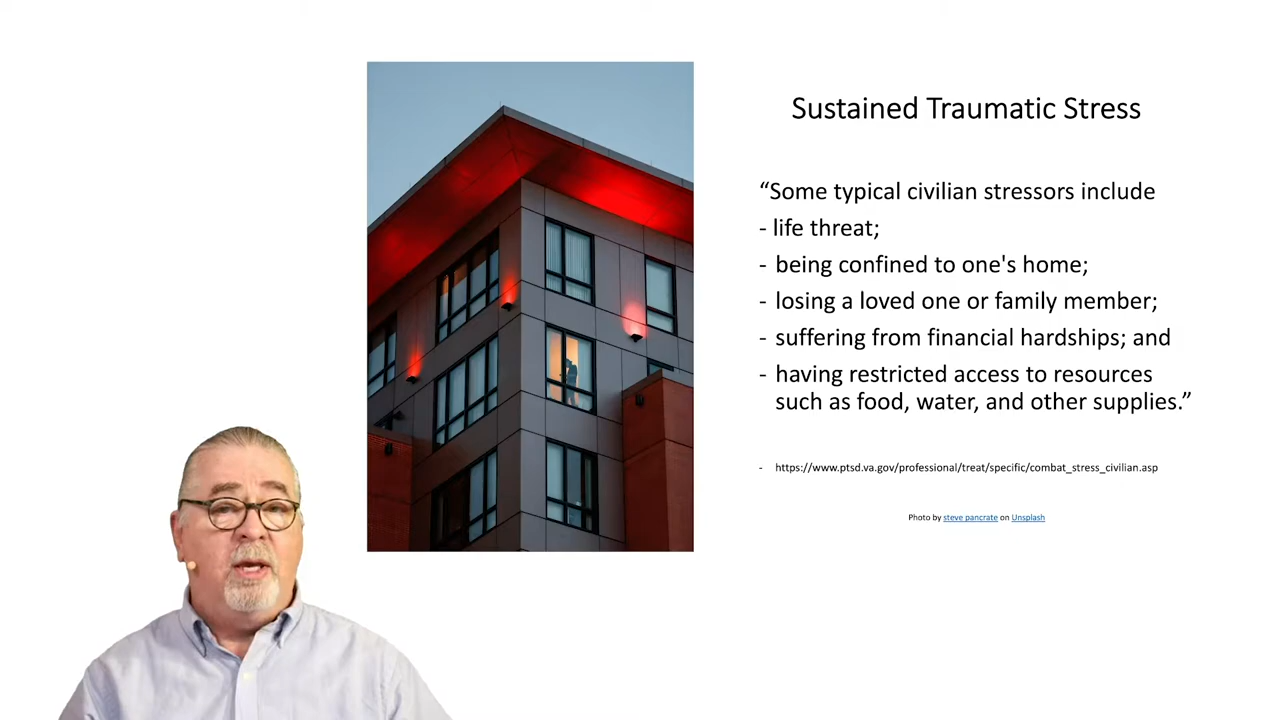 Sustained Traumatic Stress
“Some typical civilian stressors include
- life threat;
- being confined to one's home;
- losing a loved one or family member;
- suffering from financial hardships; and
- having restricted access to resources
such as food, water, and other supplies.”
- https://www.ptsd.va.gov/professional/treat/specific/combat_stress_civilian.asp
Photo by steve pancrate on Unsplash